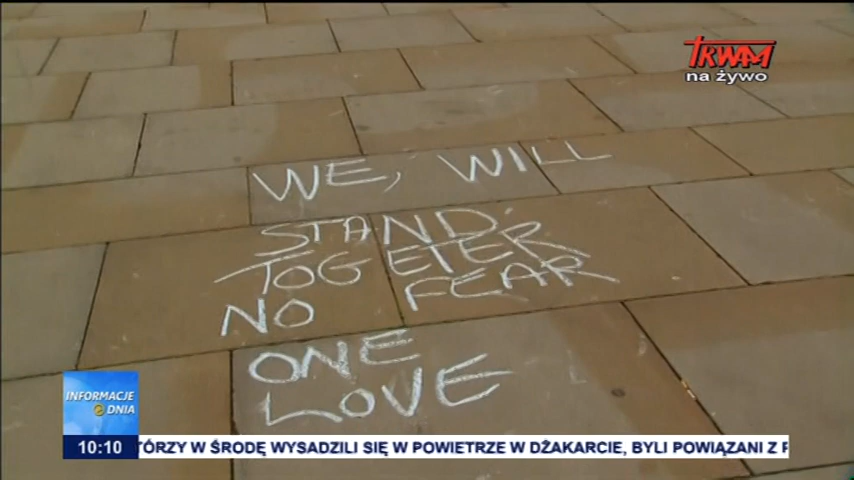 TRWAM
na żywo
WE, WILL
STAND
TOGETER
NO FEAR
ONE
LOVE
INFORMACJE
DNIA
10:10
TÓRZY W ŚRODĘ WYSADZILI SIĘ W POWIETRZE W DŻAKARCIE, BYLI POWIĄZANI Z